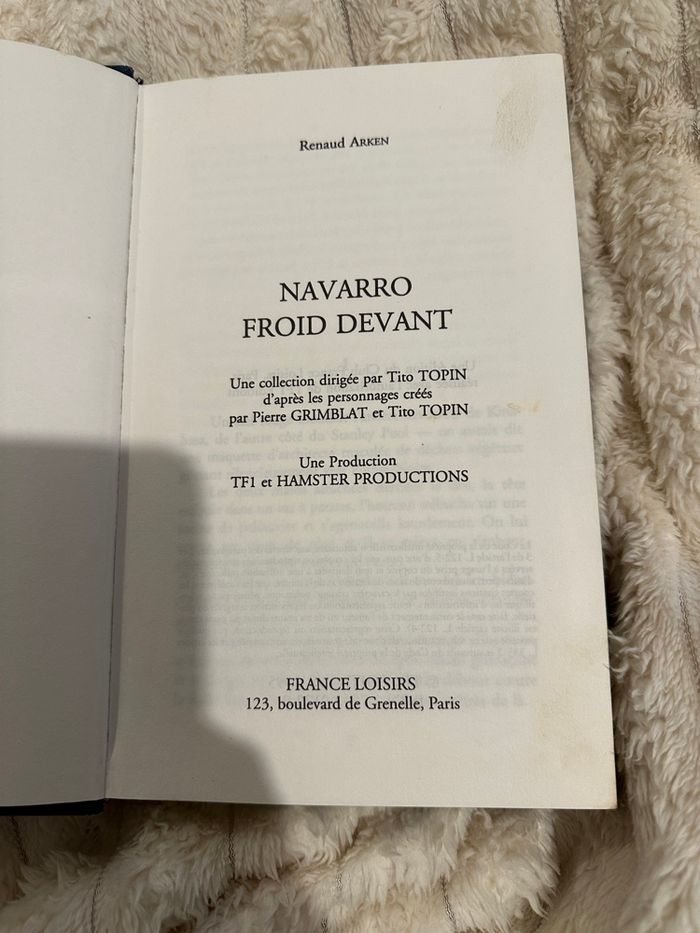 Renaud ARKEN
NAVARRO
FROID DEVANT
Une collection dirigée par Tito TOPIN
d'après les personnages créés
par Pierre GRIMBLAT et Tito TOPIN
Une Production
TF1 et HAMSTER PRODUCTIONS
FRANCE LOISIRS
123, boulevard de Grenelle, Paris